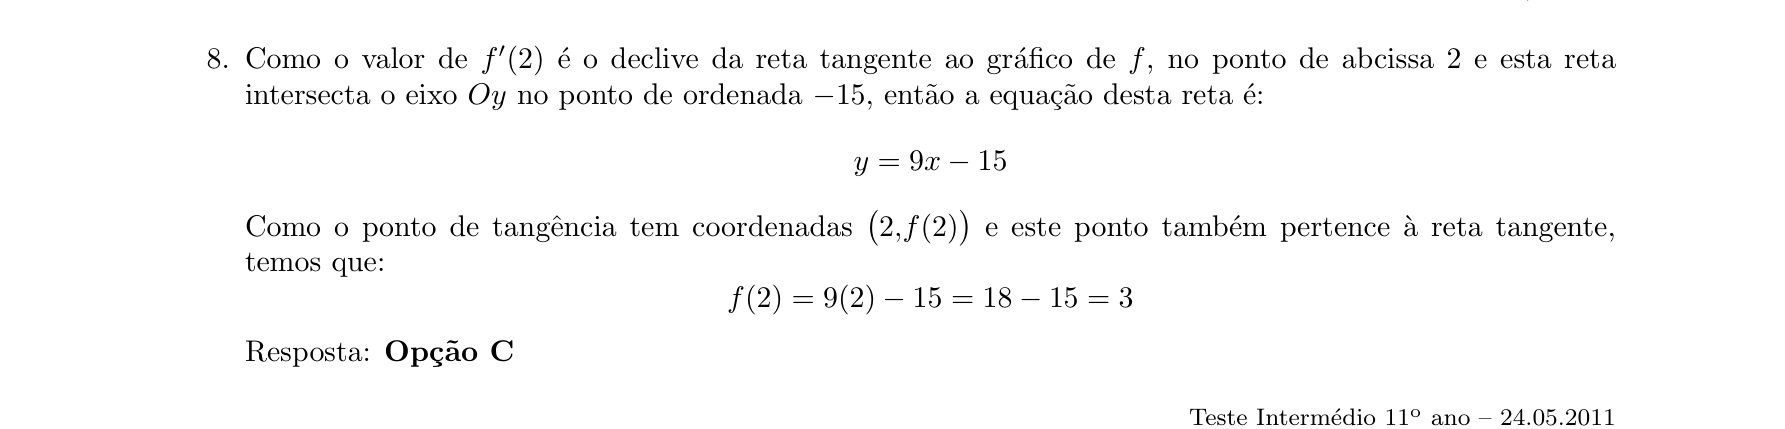 8. Como o valor de f′(2) é o declive da reta tangente ao gráfico de f, no ponto de abcissa 2 e esta reta
intersecta o eixo Oy no ponto de ordenada −15, então a equação desta reta é:
y = 9x − 15
Como o ponto de tangência tem coordenadas (2,f(2)) e este ponto também pertence à reta tangente,
temos que:
f(2) = 9(2) − 15 = 18 − 15 = 3
Resposta: Opção C
Teste Intermédio 11º ano – 24.05.2011